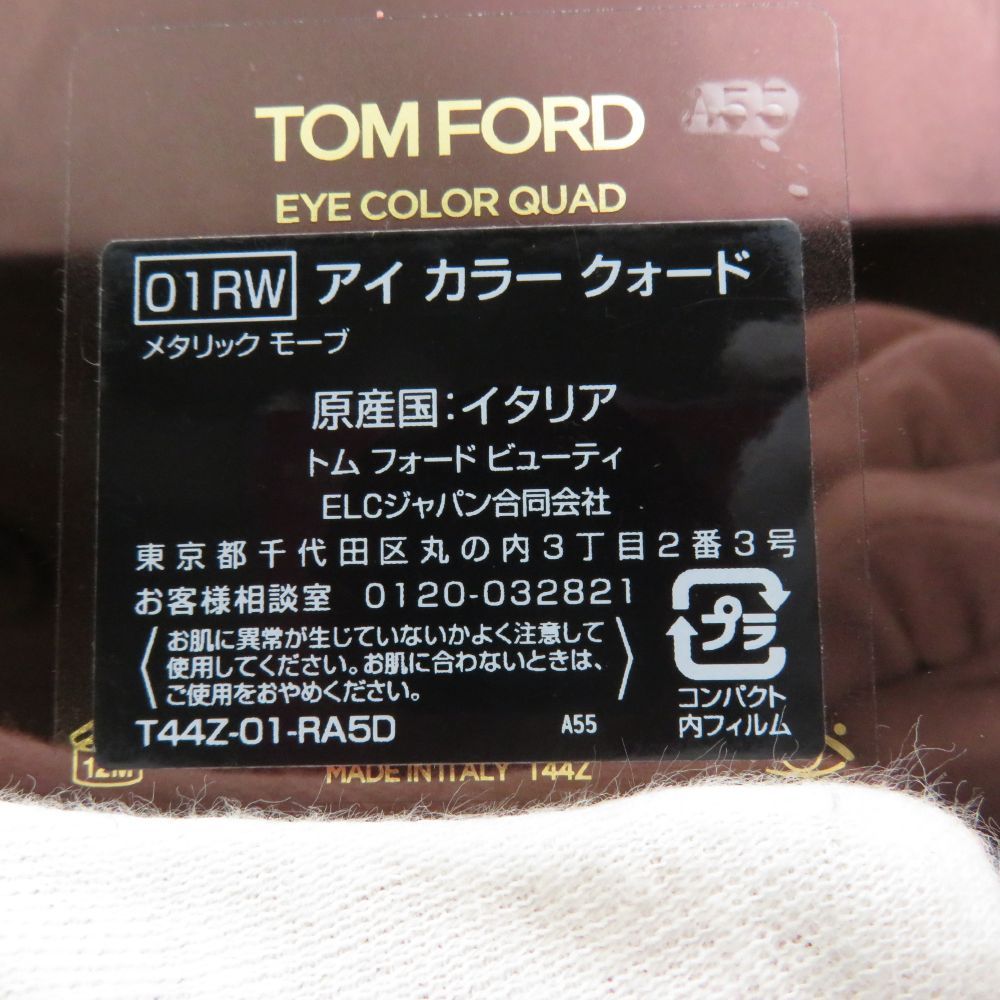 TOM FORD
A55
EYE COLOR QUAD
01RW アイ カラー クォード
メタリック モーブ
原産国：イタリア
トム フォード ビューティ
ELCジャパン合同会社
東京都千代田区丸の内3丁目2番3号
お客様相談室 0120-032821
〈お肌に異常が生じていないかよく注意して
使用してください。お肌に合わないときは、
ご使用をおやめください。〉
プラ
コンパクト
内フィルム
T44Z-01-RA5D A55
12M
MADE IN ITALY T44Z